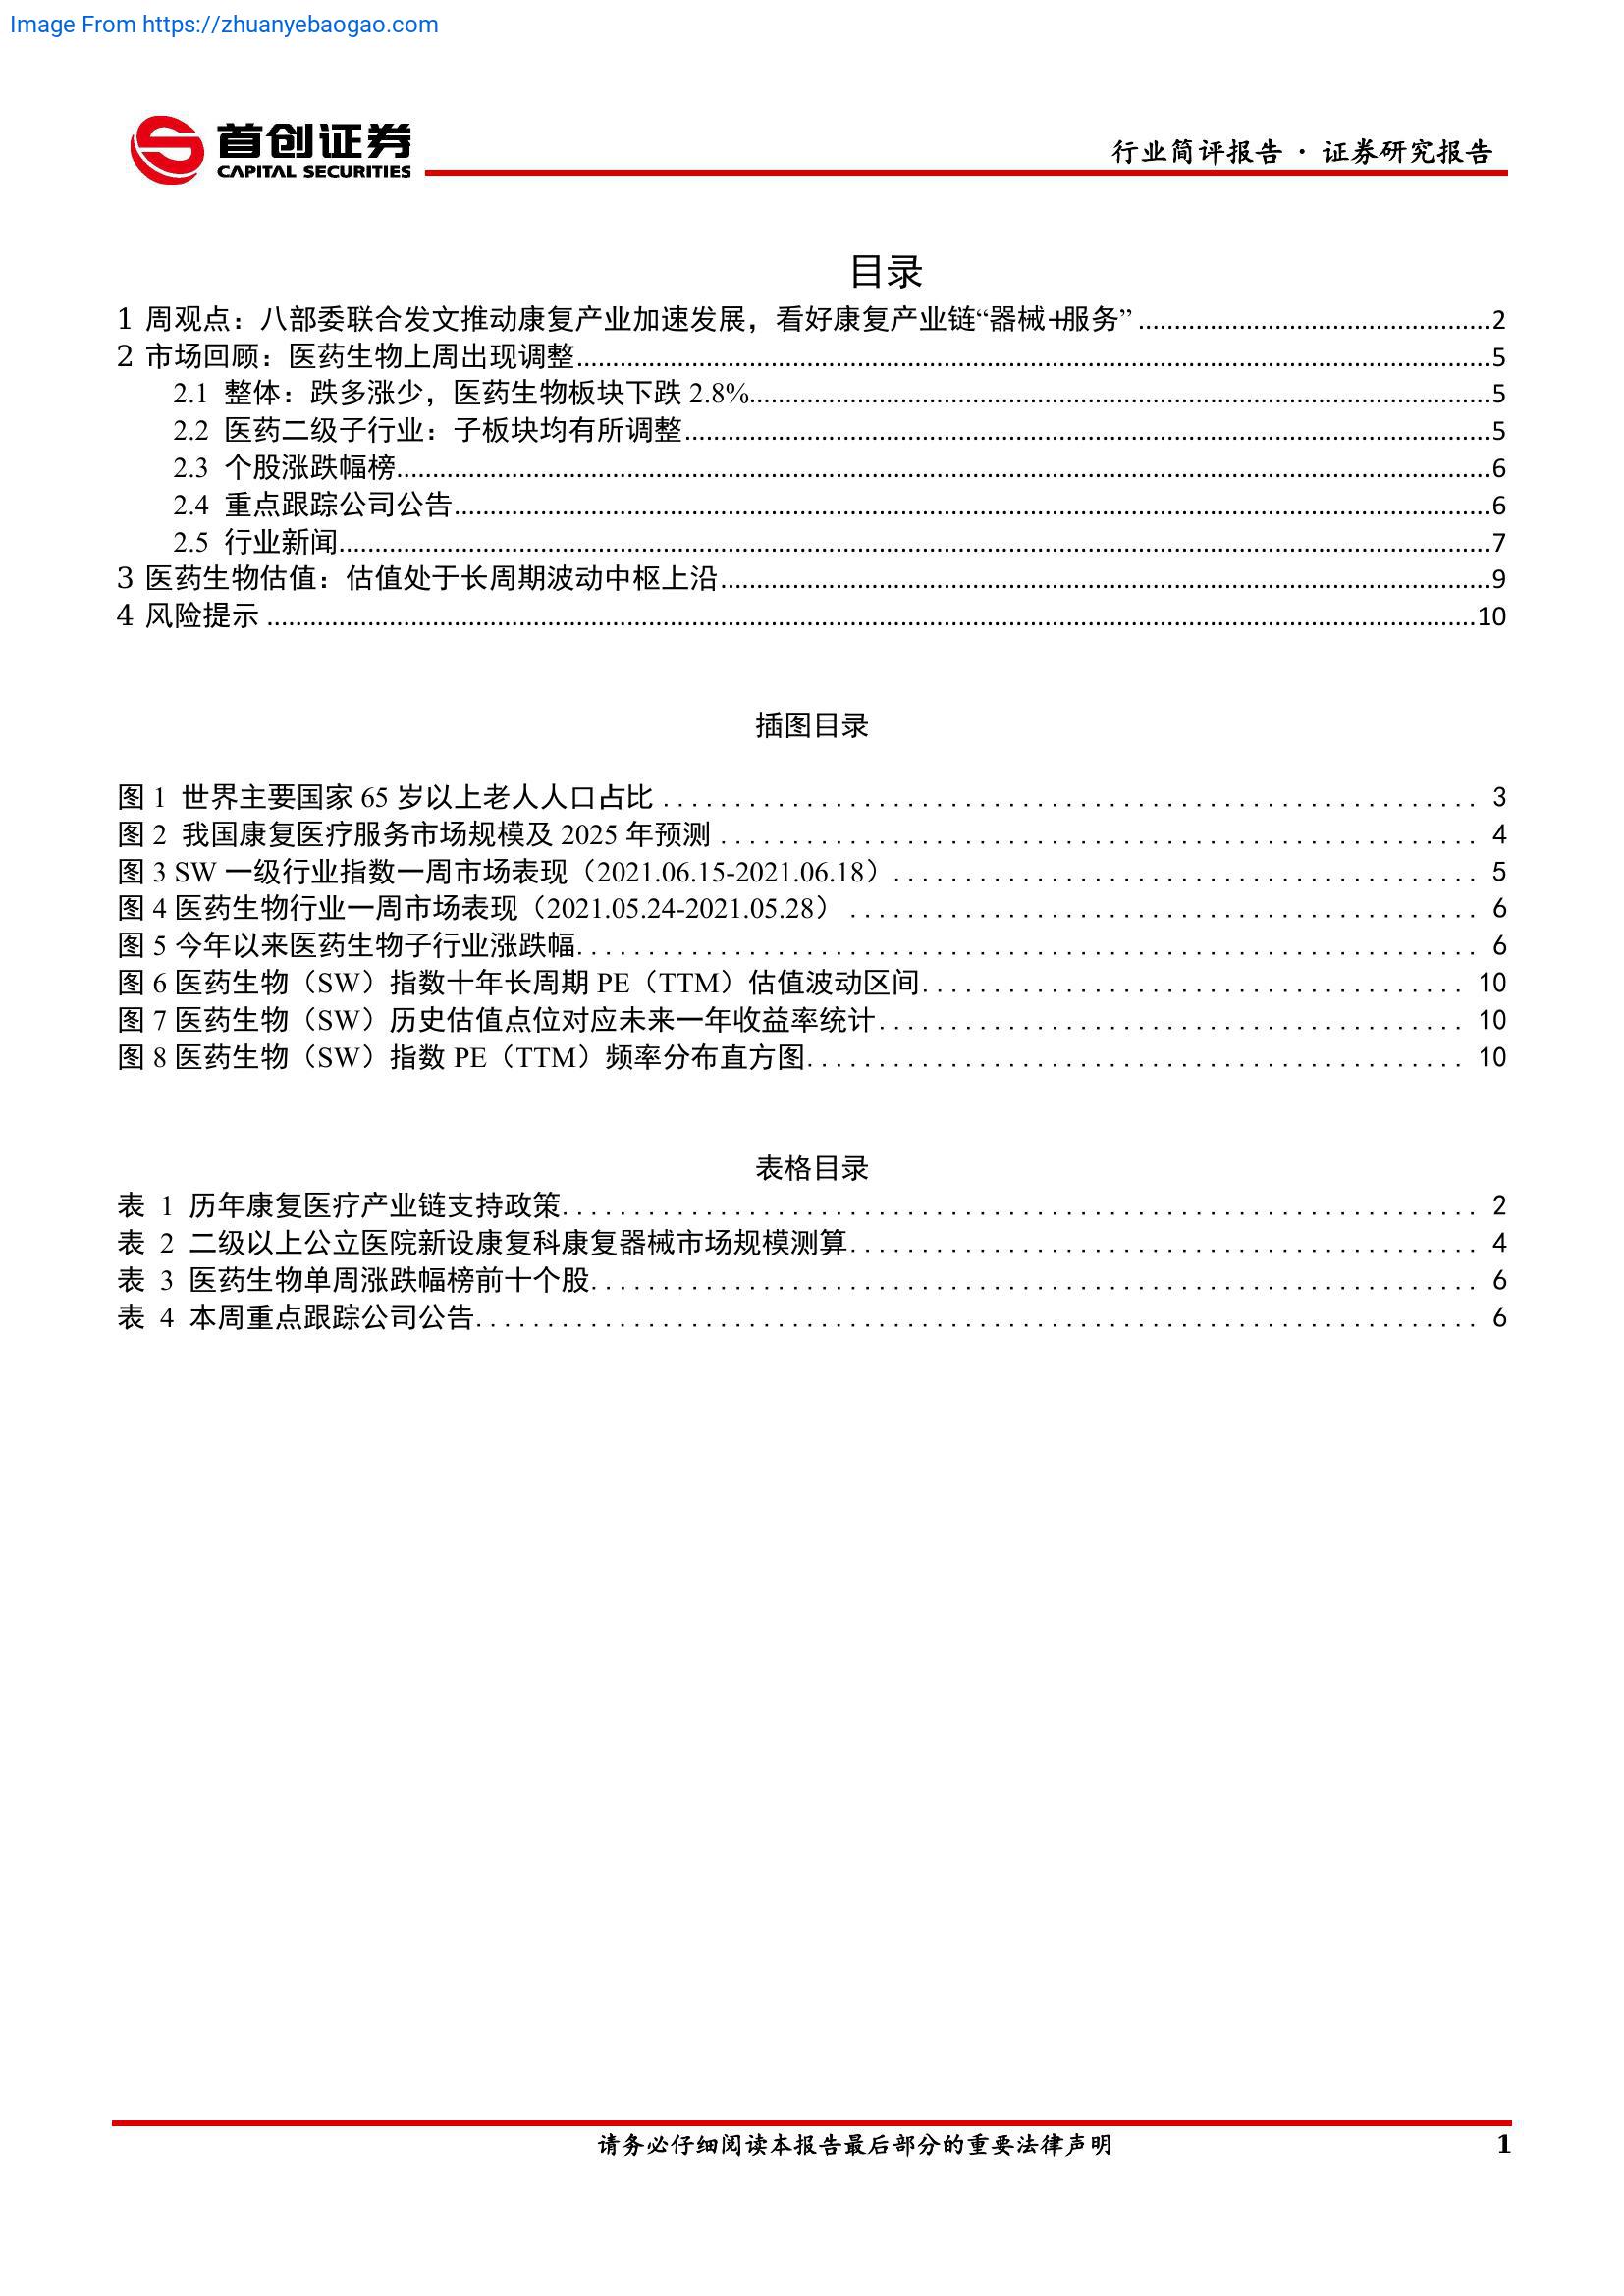 Image From https://zhuanyebaogao.com
首创证券
CAPITAL SECURITIES
行业简评报告 · 证券研究报告
目录
1 周观点：八部委联合发文推动康复产业加速发展，看好康复产业链“器械+服务” ........ 2
2 市场回顾：医药生物上周出现调整 ........ 5
2.1 整体：跌多涨少，医药生物板块下跌 2.8% ........ 5
2.2 医药二级子行业：子板块均有所调整 ........ 5
2.3 个股涨跌幅榜 ........ 6
2.4 重点跟踪公司公告 ........ 6
2.5 行业新闻 ........ 7
3 医药生物估值：估值处于长周期波动中枢上沿 ........ 9
4 风险提示 ........ 10
插图目录
图 1 世界主要国家 65 岁以上老人人口占比 ........ 3
图 2 我国康复医疗服务市场规模及 2025 年预测 ........ 4
图 3 SW 一级行业指数一周市场表现（2021.06.15-2021.06.18） ........ 5
图 4 医药生物行业一周市场表现（2021.05.24-2021.05.28） ........ 6
图 5 今年以来医药生物子行业涨跌幅 ........ 6
图 6 医药生物（SW）指数十年长周期 PE（TTM）估值波动区间 ........ 10
图 7 医药生物（SW）历史估值点位对应未来一年收益率统计 ........ 10
图 8 医药生物（SW）指数 PE（TTM）频率分布直方图 ........ 10
表格目录
表 1 历年康复医疗产业链支持政策 ........ 2
表 2 二级以上公立医院新设康复科康复器械市场规模测算 ........ 4
表 3 医药生物单周涨跌幅榜前十个股 ........ 6
表 4 本周重点跟踪公司公告 ........ 6
请务必仔细阅读本报告最后部分的重要法律声明 1